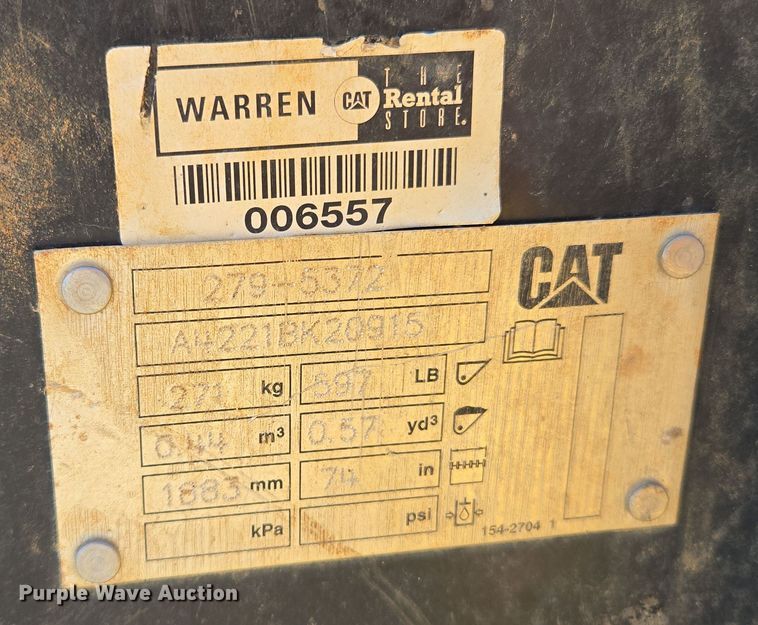 WARREN CAT THE Rental STORE®
006557
CAT
279-5372
A4221BK20915
271 kg 597 LB
0.44 m³ 0.57 yd³
1883 mm 74 in
kPa psi
154-2704 1
Purple Wave Auction